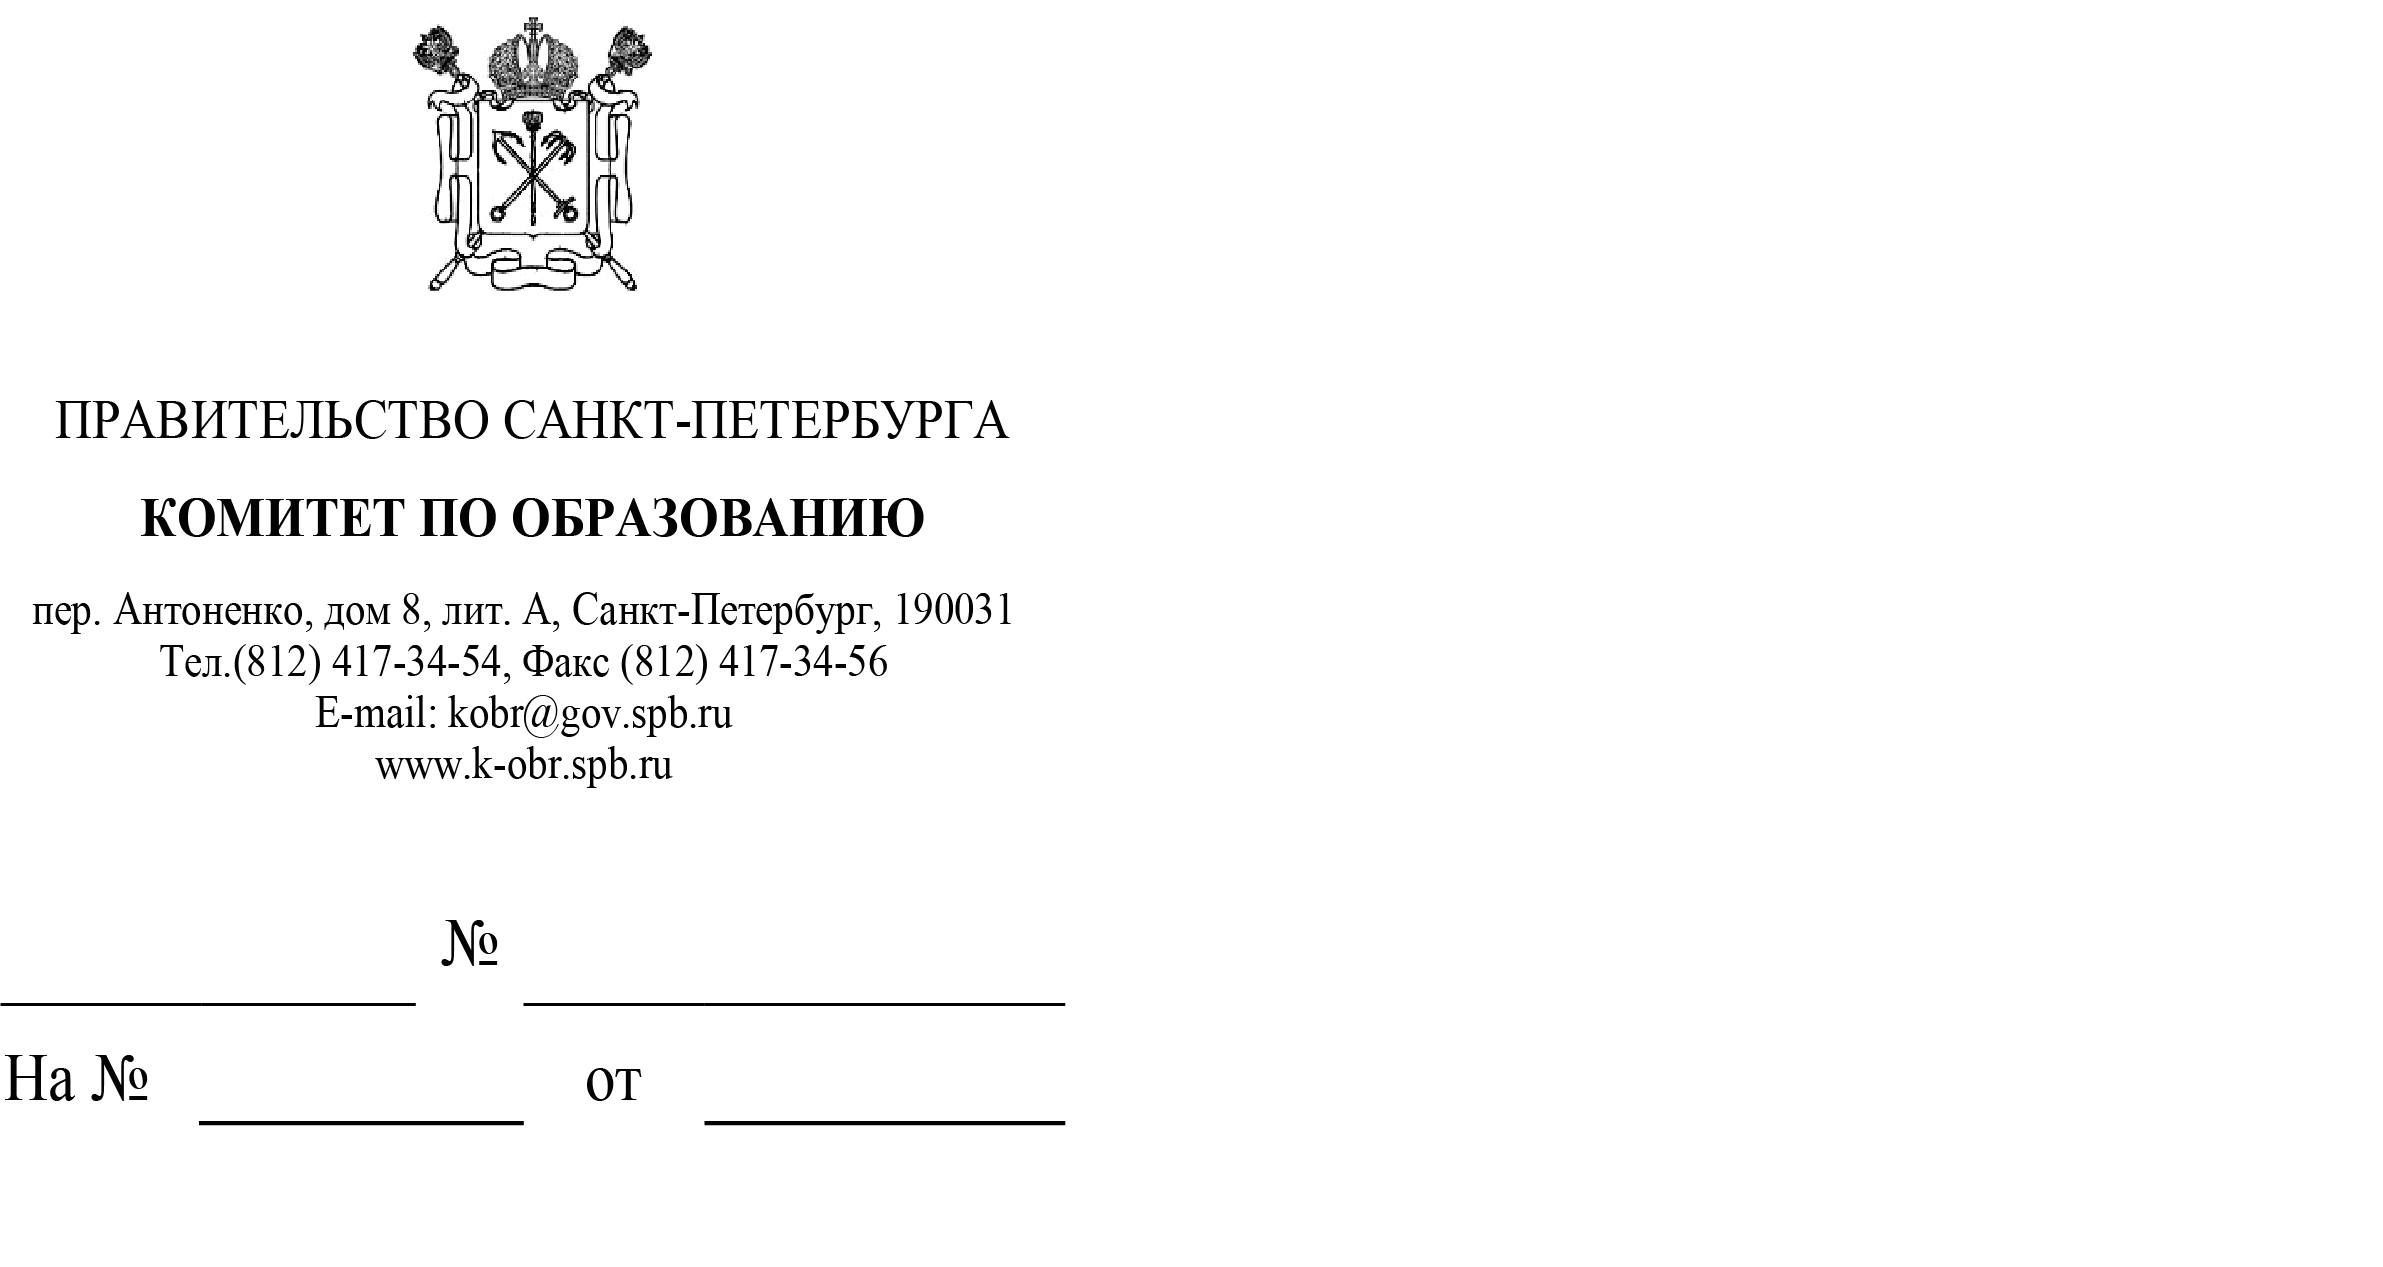 ПРАВИТЕЛЬСТВО САНКТ-ПЕТЕРБУРГА
КОМИТЕТ ПО ОБРАЗОВАНИЮ
пер. Антоненко, дом 8, лит. А, Санкт-Петербург, 190031
Тел.(812) 417-34-54, Факс (812) 417-34-56
E-mail: kobr@gov.spb.ru
www.k-obr.spb.ru
№
На № от